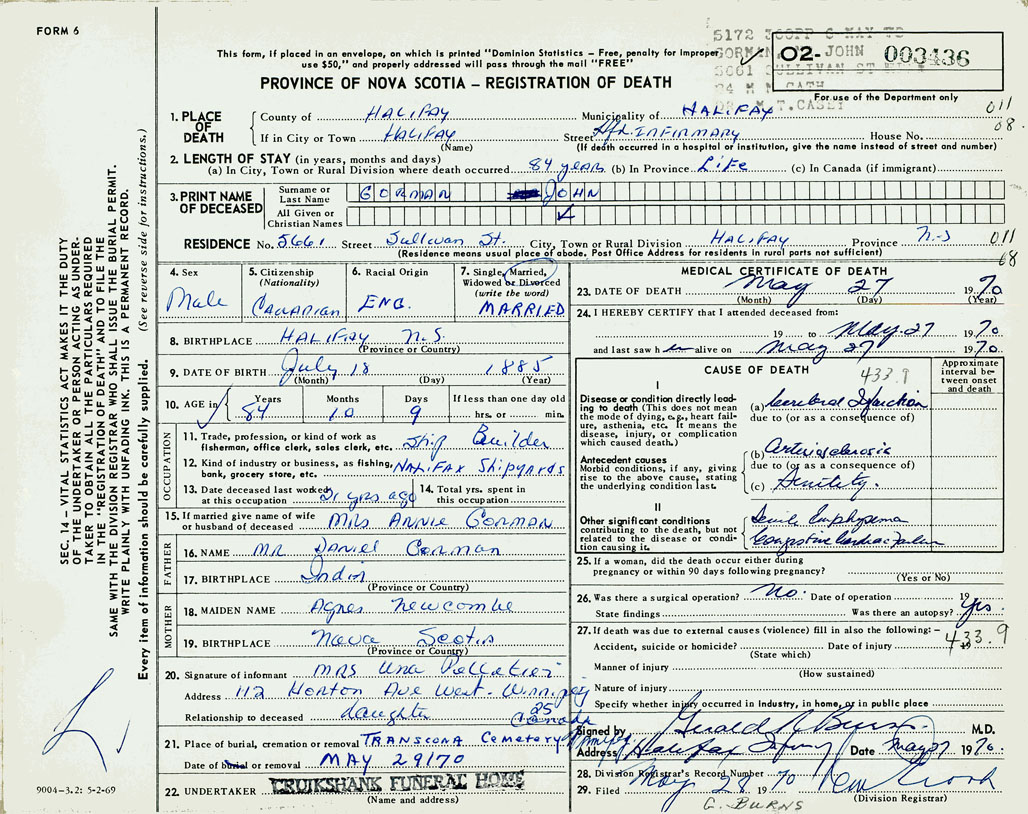 FORM 6
This form, if placed in an envelope, on which is printed "Dominion Statistics – Free, penalty for improper
use $50," and properly addressed will pass through the mail "FREE"
5172
GORMAN JOHN
5661 SULLIVAN ST
T. CASEY
02- 003436
For use of the Department only
PROVINCE OF NOVA SCOTIA – REGISTRATION OF DEATH
011
08.
1. PLACE OF DEATH
County of HALIFAX Municipality of HALIFAX
If in City or Town HALIFAX Street Hfx INFIRMARY House No.
(Name) (If death occurred in a hospital or institution, give the name instead of street and number)
2. LENGTH OF STAY (in years, months and days)
(a) In City, Town or Rural Division where death occurred 84 years (b) In Province LIFE (c) In Canada (if immigrant)
3. PRINT NAME OF DECEASED
Surname or Last Name GORMAN JOHN
All Given or Christian Names
RESIDENCE No. 5661 Street Sullivan St. City, Town or Rural Division HALIFAX Province N-S
(Residence means usual place of abode. Post Office Address for residents in rural parts not sufficient)
011
68
4. Sex
Male
5. Citizenship
(Nationality)
Canadian
6. Racial Origin
ENG.
7. Single, Married,
Widowed or Divorced
(write the word)
MARRIED
8. BIRTHPLACE HALIFAX N.S.
(Province or Country)
9. DATE OF BIRTH July 18 1885
(Month) (Day) (Year)
10. AGE in Years Months Days If less than one day old
84 10 9 hrs. or min.
OCCUPATION
11. Trade, profession, or kind of work as
fisherman, office clerk, sales clerk, etc. Ship Builder
12. Kind of industry or business, as fishing,
bank, grocery store, etc. HALIFAX Shipyards
13. Date deceased last worked
at this occupation 21 yrs ago
14. Total yrs. spent in
this occupation
15. If married give name of wife
or husband of deceased MRS ANNIE GORMAN
FATHER
16. NAME MR Daniel Gorman
17. BIRTHPLACE India
(Province or Country)
MOTHER
18. MAIDEN NAME Agnes Newcombe
19. BIRTHPLACE Nova Scotia
(Province or Country)
20. Signature of informant MRS Una Pelletier
Address 112 Horton Ave West. Winnipeg
25
Canada
Relationship to deceased daughter
21. Place of burial, cremation or removal TRANSCONA Cemetery Winnipeg
Date of burial or removal MAY 29/70
22. UNDERTAKER CRUIKSHANK FUNERAL HOME
(Name and address)
MEDICAL CERTIFICATE OF DEATH
23. DATE OF DEATH May 27 1970
(Month) (Day) (Year)
24. I HEREBY CERTIFY that I attended deceased from:
19 to May 27 1970
and last saw h im alive on May 27 1970
CAUSE OF DEATH
433.9
Approximate interval between onset and death
I
Disease or condition directly leading
to death (This does not mean
the mode of dying, e.g., heart failure,
asthenia, etc. It means the
disease, injury, or complication
which caused death.)
(a) Cerebral Infarction
due to (or as a consequence of)
Antecedent causes
Morbid conditions, if any, giving
rise to the above cause, stating
the underlying condition last.
(b) Arteriosclerosis
due to (or as a consequence of)
(c) Senility.
II
Other significant conditions
contributing to the death, but not
related to the disease or condition
causing it.
Senile Emphysema
Congestive Cardiac Failure
25. If a woman, did the death occur either during
pregnancy or within 90 days following pregnancy?
(Yes or No)
26. Was there a surgical operation? No. Date of operation 19
State findings Was there an autopsy? Yes
27. If death was due to external causes (violence) fill in also the following: –
433.9
Accident, suicide or homicide? Date of injury 19
(State which)
Manner of injury
(How sustained)
Nature of injury
Specify whether injury occurred in Industry, in home, or in public place
Signed by Gerald R Burns M.D.
Address Halifax Infirmary Date May 27 1970
28. Division Registrar's Record Number
29. Filed May 28 1970
(Division Registrar)
G. BURNS
SEC. 14 – VITAL STATISTICS ACT MAKES IT THE DUTY
OF THE UNDERTAKER OR PERSON ACTING AS UNDER-
TAKER TO OBTAIN ALL THE PARTICULARS REQUIRED
IN THE "REGISTRATION OF DEATH" AND TO FILE THE
SAME WITH THE DIVISION REGISTRAR WHO SHALL ISSUE THE BURIAL PERMIT.
WRITE PLAINLY WITH UNFADING INK. THIS IS A PERMANENT RECORD.
Every item of information should be carefully supplied. (See reverse side for instructions.)
9004–3.2: 5-2-69